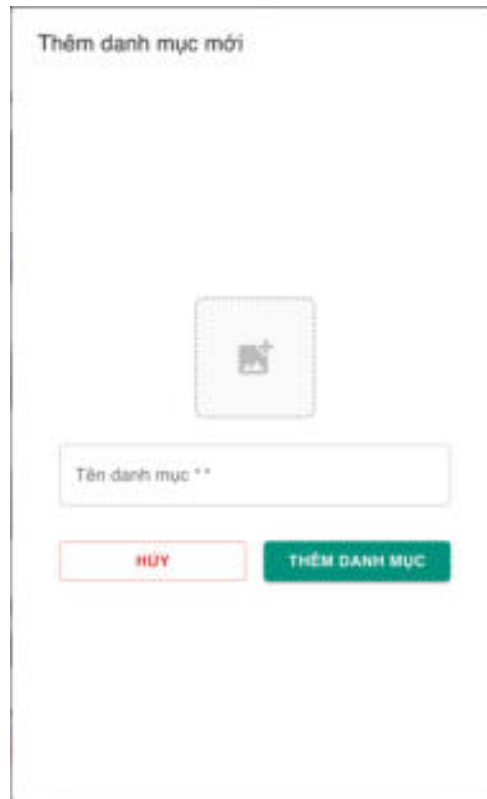 Thêm danh mục mới
Tên danh mục * *
HỦY
THÊM DANH MỤC